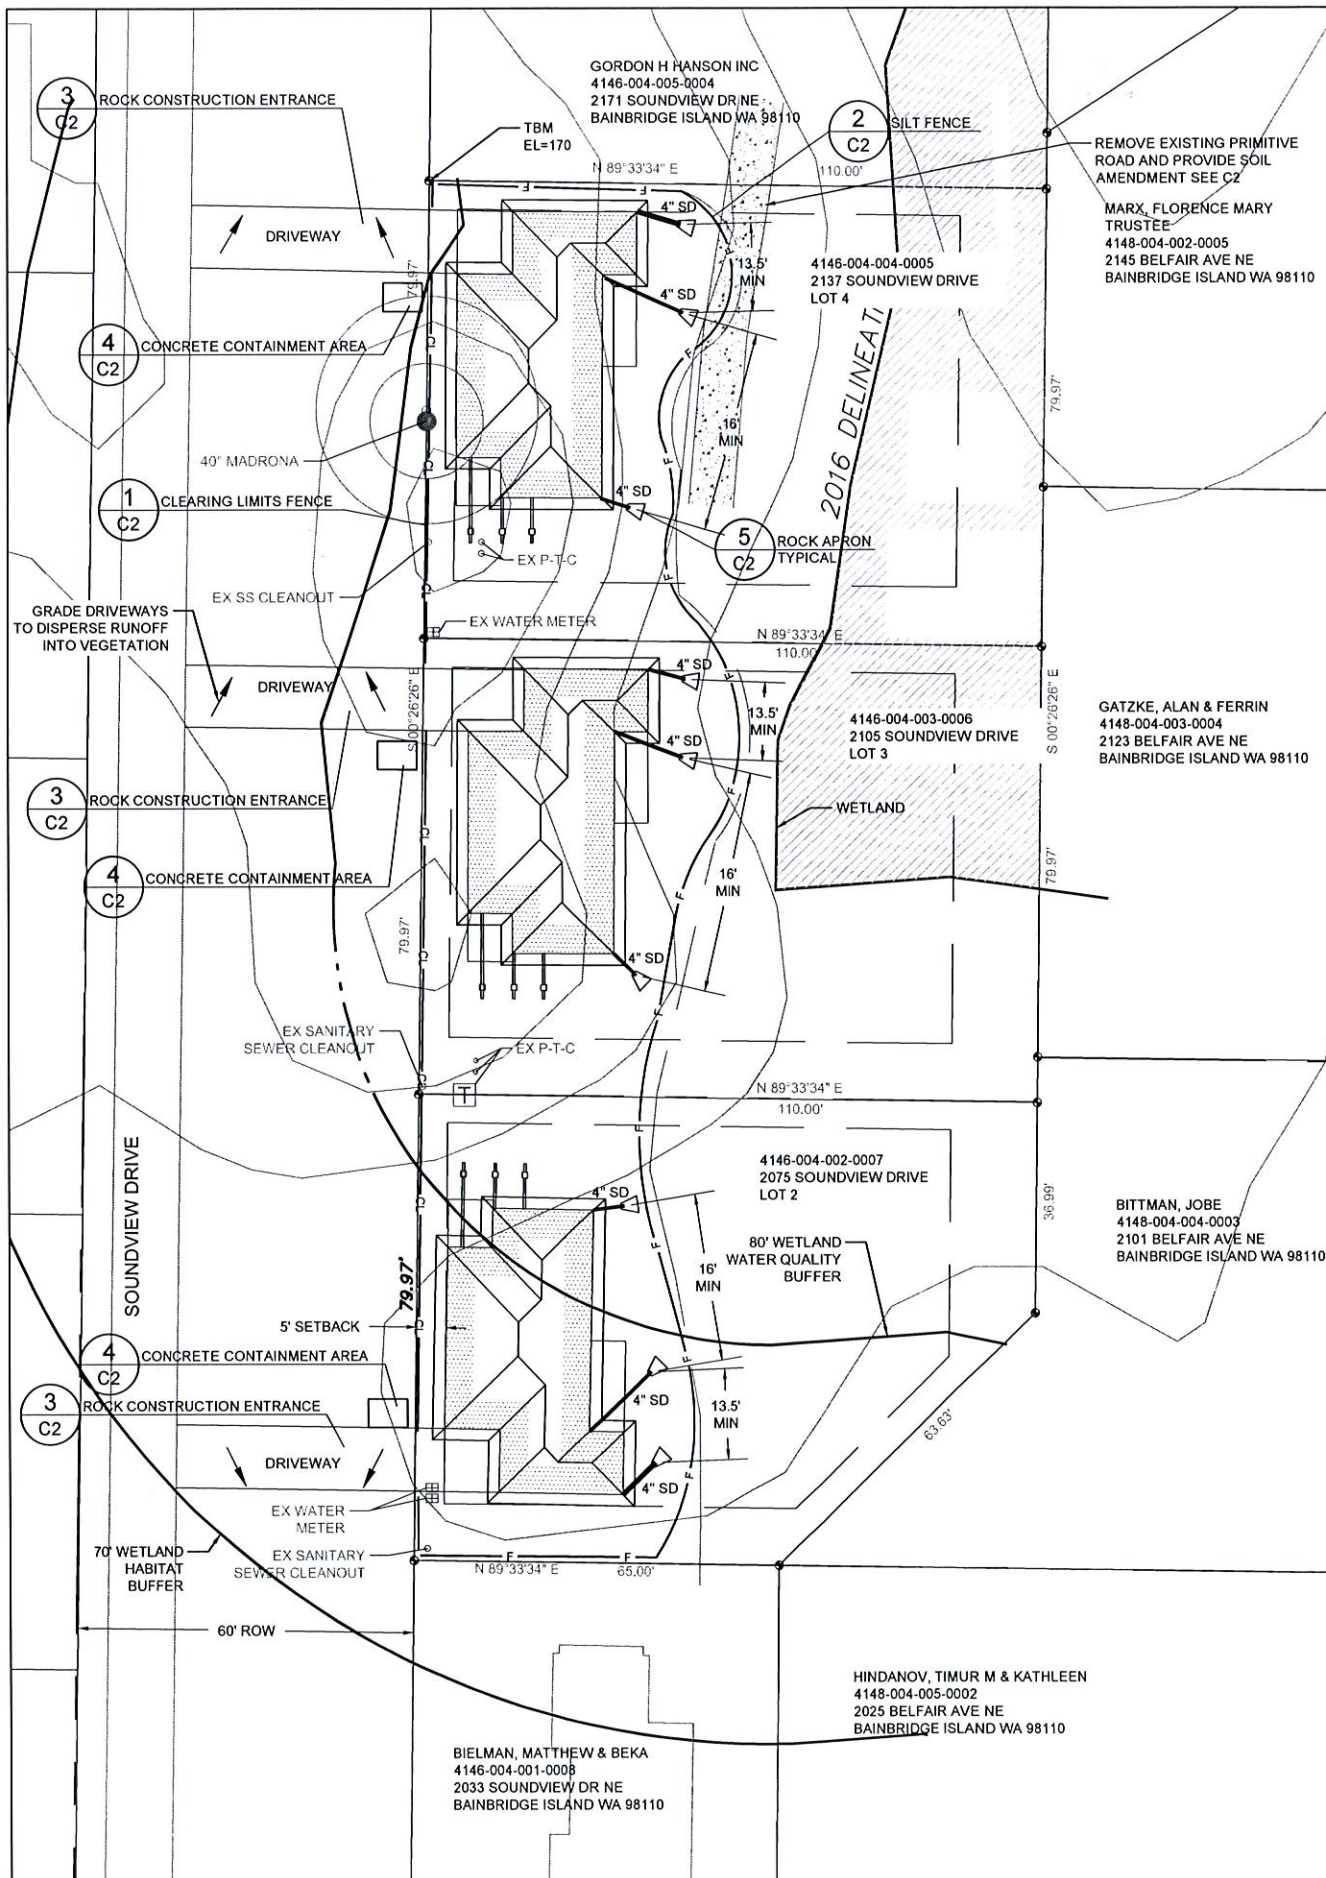 GORDON H HANSON INC
4146-004-005-0004
2171 SOUNDVIEW DR NE
BAINBRIDGE ISLAND WA 98110
3
C2
ROCK CONSTRUCTION ENTRANCE
TBM
EL=170
2
C2
SILT FENCE
REMOVE EXISTING PRIMITIVE
ROAD AND PROVIDE SOIL
AMENDMENT SEE C2
N 89°33'34" E
110.00'
F
F
MARX, FLORENCE MARY
TRUSTEE
4148-004-002-0005
2145 BELFAIR AVE NE
BAINBRIDGE ISLAND WA 98110
4" SD
DRIVEWAY
79.97'
13.5'
MIN
4146-004-004-0005
2137 SOUNDVIEW DRIVE
LOT 4
4" SD
4
C2
CONCRETE CONTAINMENT AREA
CL
F
2016 DELINEATI
79.97'
16'
MIN
40" MADRONA
CL
4" SD
1
C2
CLEARING LIMITS FENCE
5
C2
ROCK APRON
TYPICAL
EX P-T-C
EX SS CLEANOUT
F
CL
GRADE DRIVEWAYS
TO DISPERSE RUNOFF
INTO VEGETATION
EX WATER METER
N 89°33'34" E
110.00'
4" SD
F
DRIVEWAY
S 00°26'26" E
S 00°26'26" E
13.5'
MIN
4146-004-003-0006
2105 SOUNDVIEW DRIVE
LOT 3
GATZKE, ALAN & FERRIN
4148-004-003-0004
2123 BELFAIR AVE NE
BAINBRIDGE ISLAND WA 98110
4" SD
3
C2
ROCK CONSTRUCTION ENTRANCE
F
WETLAND
CL
4
C2
CONCRETE CONTAINMENT AREA
16'
MIN
F
79.97'
79.97'
CL
4" SD
F
EX SANITARY
SEWER CLEANOUT
EX P-T-C
CL
T
N 89°33'34" E
110.00'
F
SOUNDVIEW DRIVE
4146-004-002-0007
2075 SOUNDVIEW DRIVE
LOT 2
4" SD
CL
36.99'
BITTMAN, JOBE
4148-004-004-0003
2101 BELFAIR AVE NE
BAINBRIDGE ISLAND WA 98110
F
80' WETLAND
WATER QUALITY
BUFFER
16'
MIN
79.97'
5' SETBACK
CL
4
C2
CONCRETE CONTAINMENT AREA
F
4" SD
13.5'
MIN
3
C2
ROCK CONSTRUCTION ENTRANCE
63.63'
DRIVEWAY
F
4" SD
EX WATER
METER
70' WETLAND
HABITAT
BUFFER
EX SANITARY
SEWER CLEANOUT
F
F
N 89°33'34" E
65.00'
60' ROW
HINDANOV, TIMUR M & KATHLEEN
4148-004-005-0002
2025 BELFAIR AVE NE
BAINBRIDGE ISLAND WA 98110
BIELMAN, MATTHEW & BEKA
4146-004-001-0008
2033 SOUNDVIEW DR NE
BAINBRIDGE ISLAND WA 98110